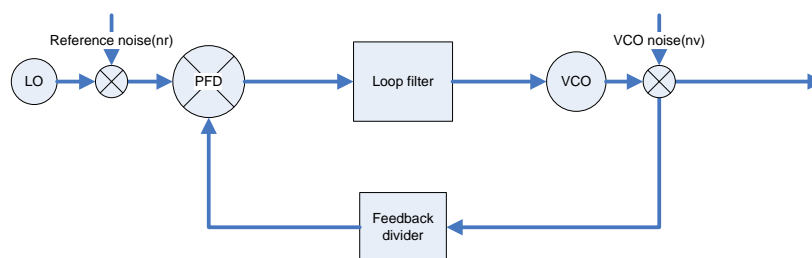 Reference noise(nr)
VCO noise(nv)
LO
PFD
Loop filter
VCO
Feedback
divider